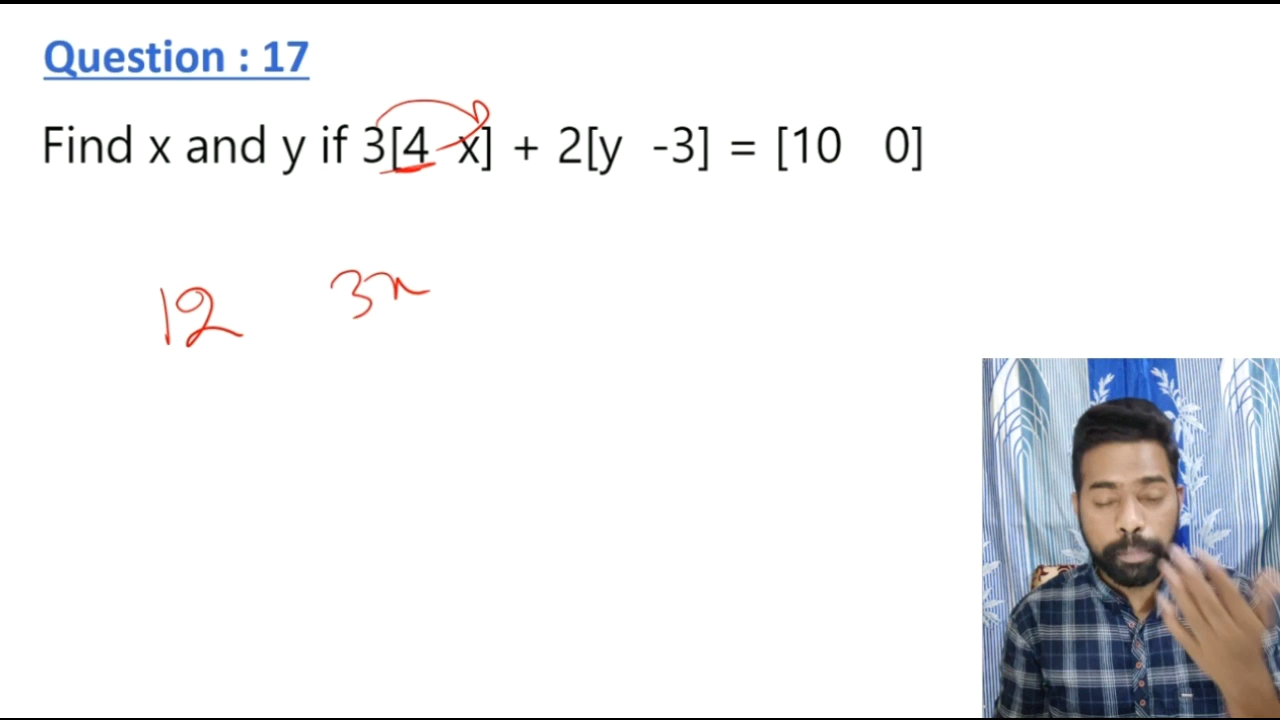 Question : 17
Find x and y if 3[4 x] + 2[y -3] = [10 0]
12 3x